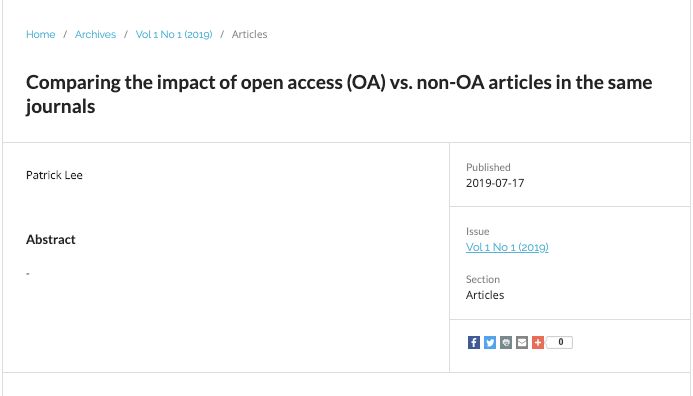 Home / Archives / Vol 1 No 1 (2019) / Articles
Comparing the impact of open access (OA) vs. non-OA articles in the same
journals
Patrick Lee
Abstract
-
Published
2019-07-17
Issue
Vol 1 No 1 (2019)
Section
Articles
0